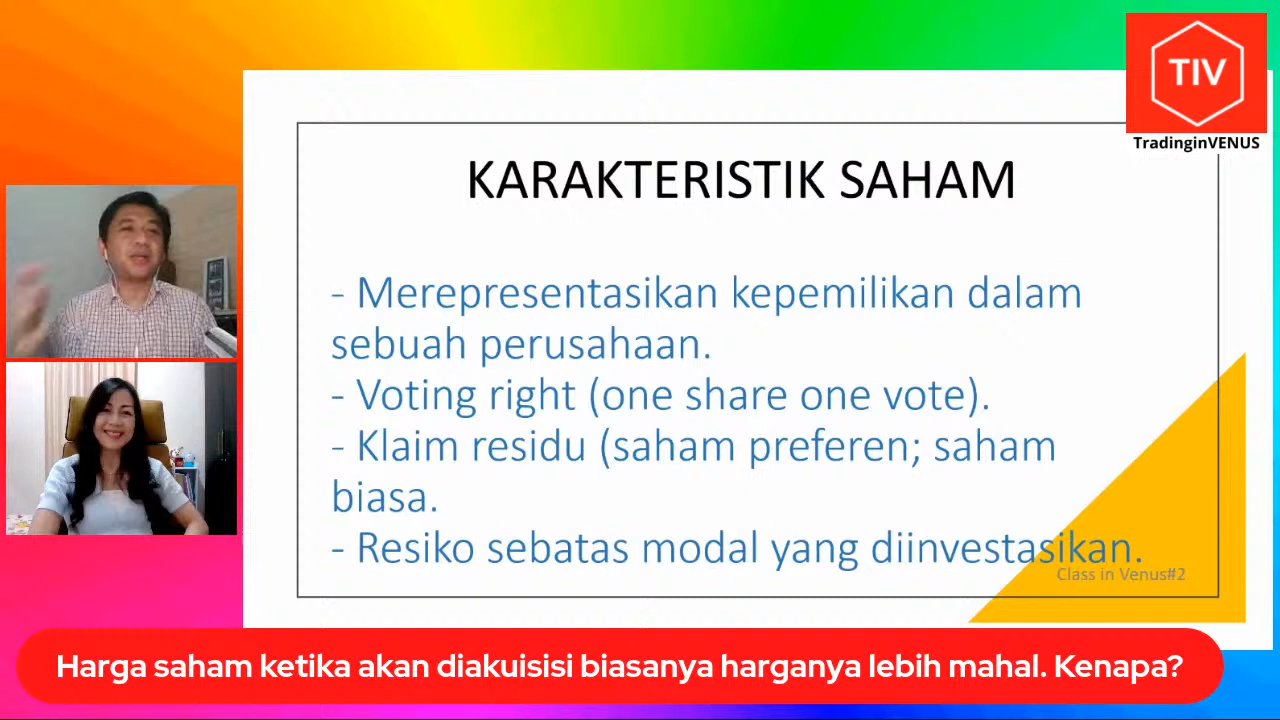 TIV
TradinginVENUS
KARAKTERISTIK SAHAM
- Merepresentasikan kepemilikan dalam
sebuah perusahaan.
- Voting right (one share one vote).
- Klaim residu (saham preferen; saham
biasa.
- Resiko sebatas modal yang diinvestasikan.
Class in Venus#2
Harga saham ketika akan diakuisisi biasanya harganya lebih mahal. Kenapa?